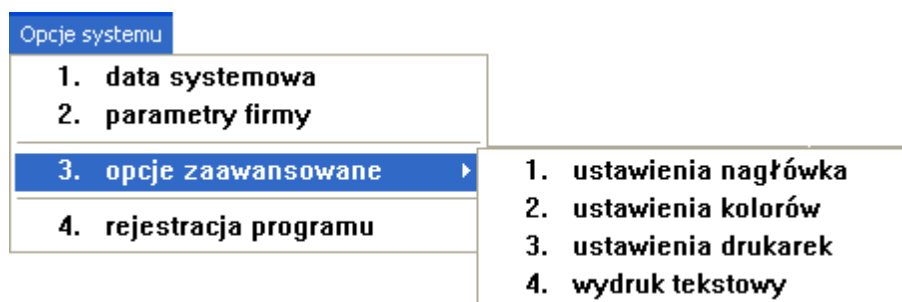 Opcje systemu
1. data systemowa
2. parametry firmy
3. opcje zaawansowane
4. rejestracja programu
1. ustawienia nagłówka
2. ustawienia kolorów
3. ustawienia drukarek
4. wydruk tekstowy